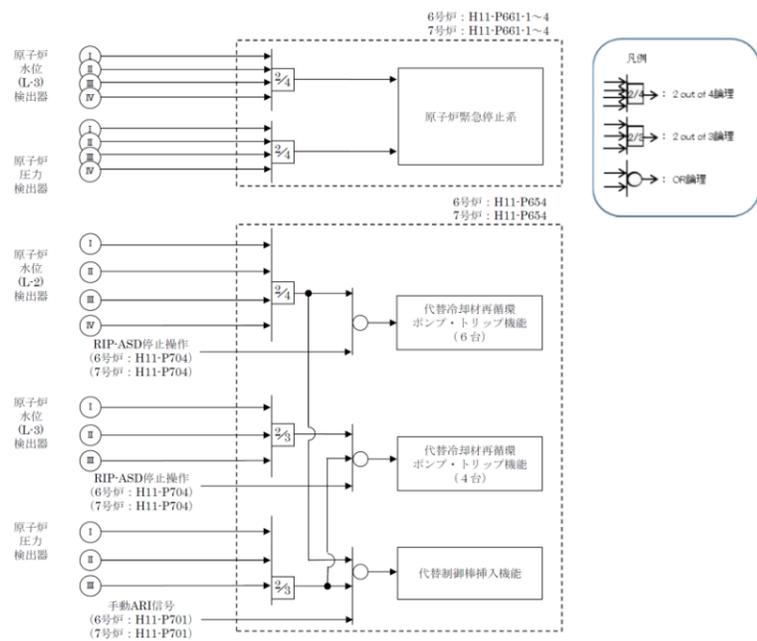 6号炉：H11-P661-1～4
7号炉：H11-P661-1～4
原子炉
水位
(L-3)
検出器
Ⅰ
Ⅱ
Ⅲ
Ⅳ
2/4
原子炉
圧力
検出器
Ⅰ
Ⅱ
Ⅲ
Ⅳ
2/4
原子炉緊急停止系
凡例
2/4
： 2 out of 4論理
2/3
： 2 out of 3論理
： OR論理
6号炉：H11-P654
7号炉：H11-P654
原子炉
水位
(L-2)
検出器
Ⅰ
Ⅱ
Ⅲ
Ⅳ
2/4
RIP-ASD停止操作
(6号炉：H11-P704)
(7号炉：H11-P704)
代替冷却材再循環
ポンプ・トリップ機能
(6台)
原子炉
水位
(L-3)
検出器
Ⅰ
Ⅱ
Ⅲ
2/3
RIP-ASD停止操作
(6号炉：H11-P704)
(7号炉：H11-P704)
代替冷却材再循環
ポンプ・トリップ機能
(4台)
原子炉
圧力
検出器
Ⅰ
Ⅱ
Ⅲ
2/3
手動ARI信号
(6号炉：H11-P701)
(7号炉：H11-P701)
代替制御棒挿入機能